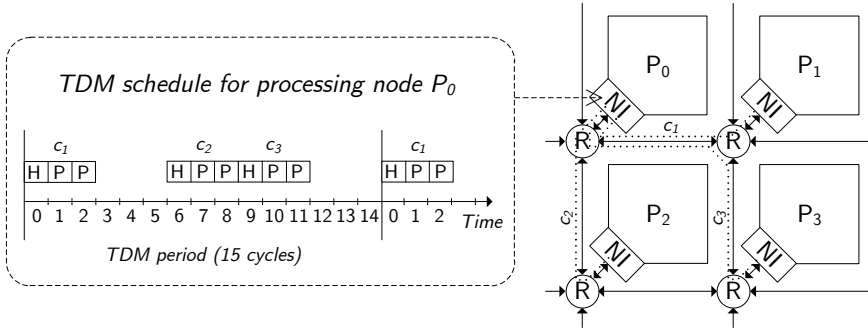 TDM schedule for processing node P0
c1 c2 c3 c1
H P P H P P H P P H P P
0 1 2 3 4 5 6 7 8 9 10 11 12 13 14 0 1 2 Time
TDM period (15 cycles)
P0 P1
NI NI
R c1 R
c2 c3
P2 P3
NI NI
R R